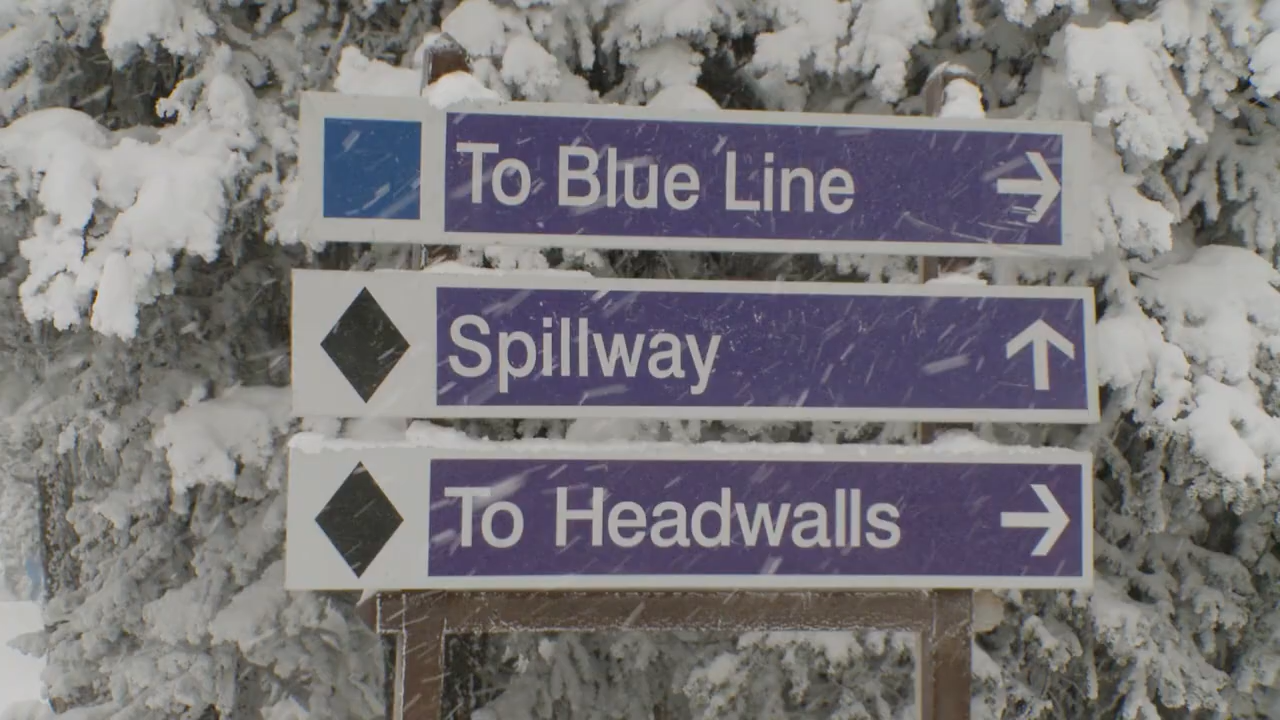 To Blue Line →
Spillway ↑
To Headwalls →